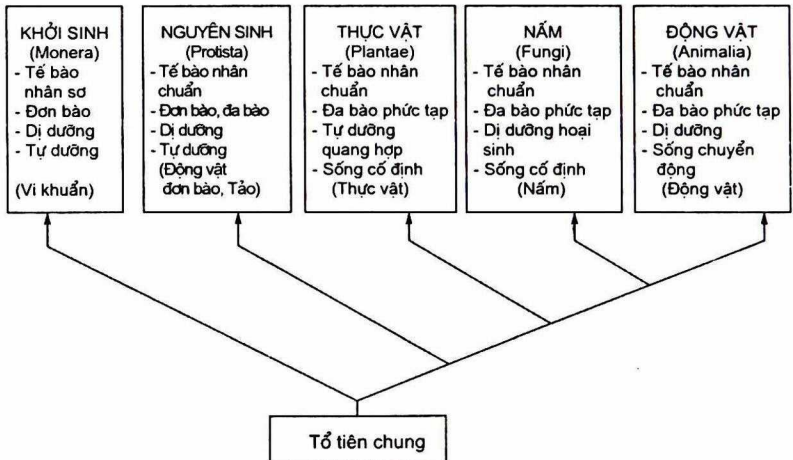 KHỞI SINH
(Monera)
- Tế bào
nhân sơ
- Đơn bào
- Dị dưỡng
- Tự dưỡng
(Vi khuẩn)
NGUYÊN SINH
(Protista)
- Tế bào nhân
chuẩn
- Đơn bào, đa bào
- Dị dưỡng
- Tự dưỡng
(Động vật
đơn bào, Tảo)
THỰC VẬT
(Plantae)
- Tế bào nhân
chuẩn
- Đa bào phức tạp
- Tự dưỡng
quang hợp
- Sống cố định
(Thực vật)
NẤM
(Fungi)
- Tế bào nhân
chuẩn
- Đa bào phức tạp
- Dị dưỡng hoại
sinh
- Sống cố định
(Nấm)
ĐỘNG VẬT
(Animalia)
- Tế bào nhân
chuẩn
- Đa bào phức tạp
- Dị dưỡng
- Sống chuyển
động
(Động vật)
Tổ tiên chung